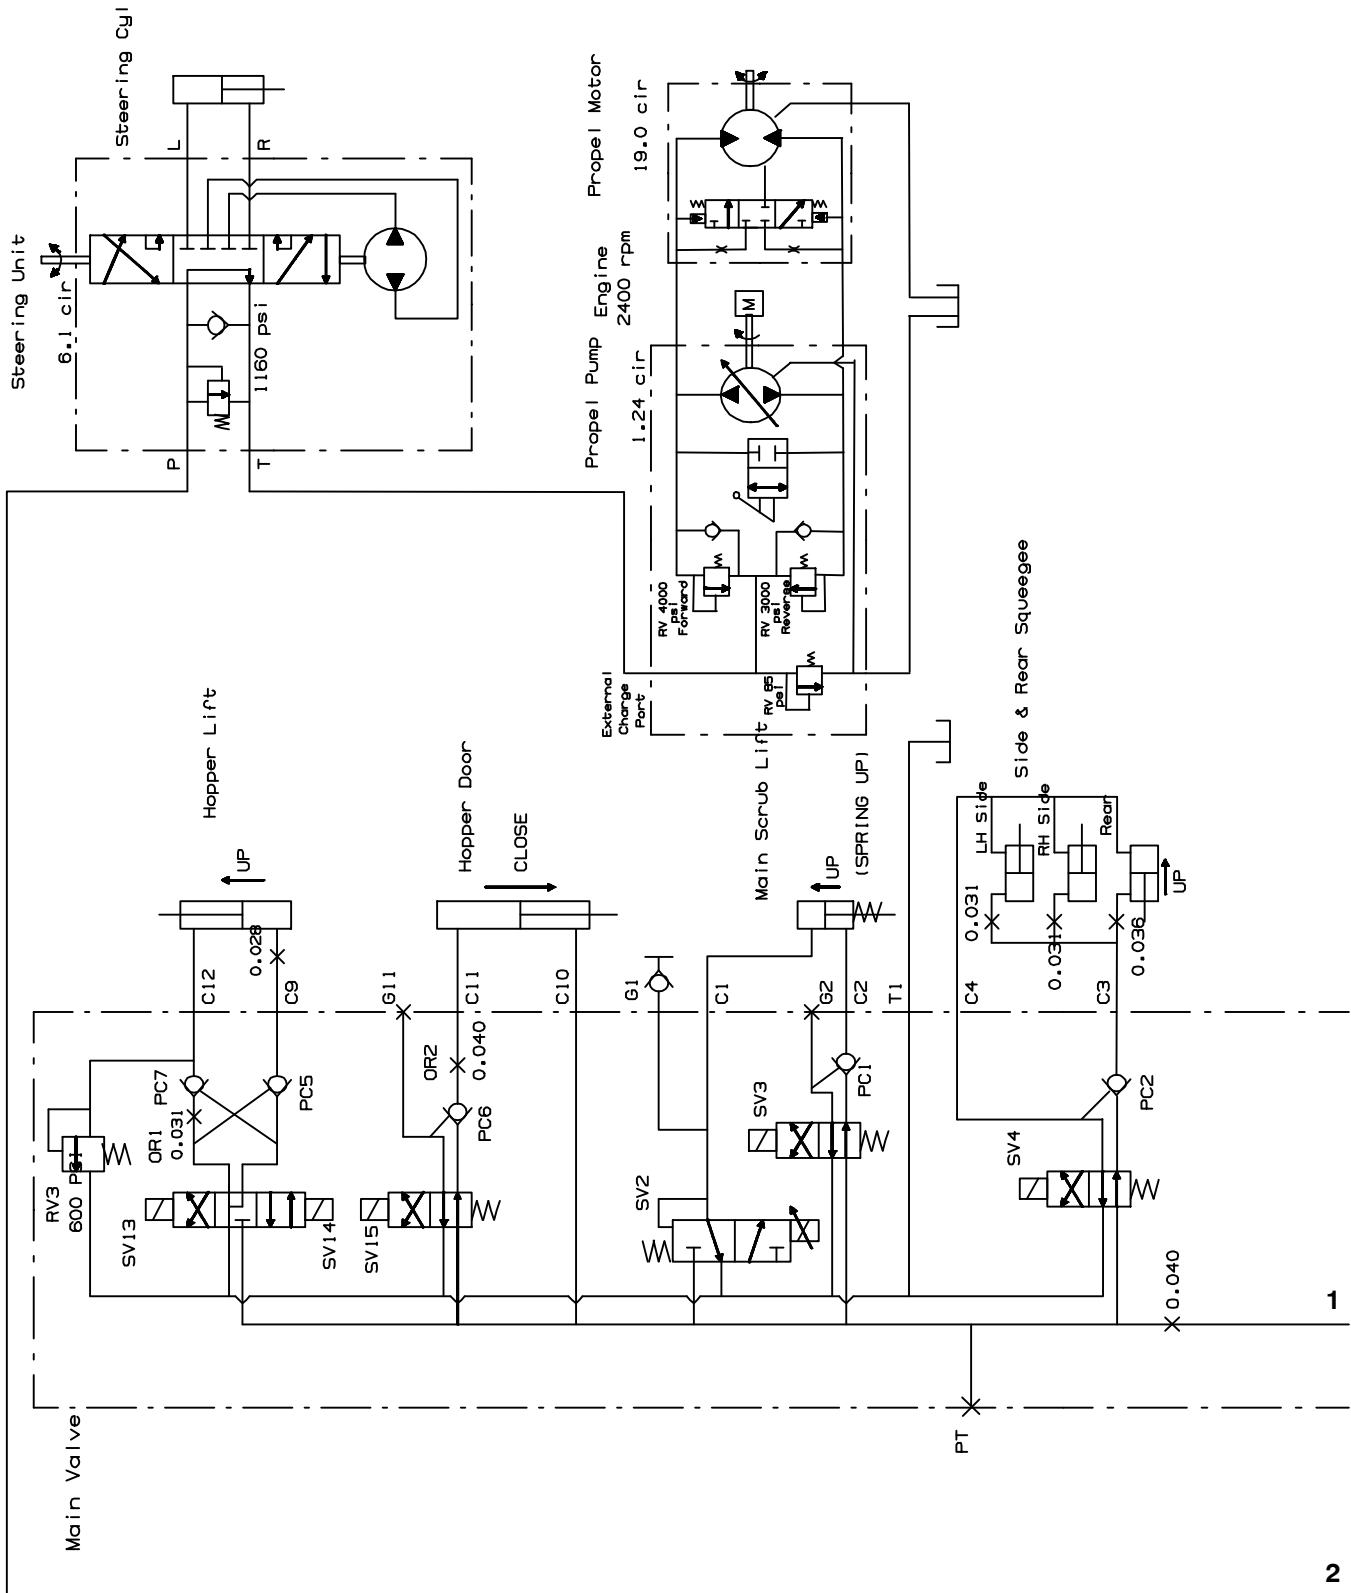 Steering Cyl
L
R
Steering Unit
6.1 cir
1160 psi
P
T
Propel Motor
19.0 cir
Engine
2400 rpm
M
Propel Pump
1.24 cir
RV 4000
psi
Forward
RV 3000
psi
Reverse
RV 85
psi
External
Charge
Port
Hopper Lift
UP
0.028
C12
C9
PC7
PC5
OR1
0.031
RV3
600 PSI
SV13
SV14
Hopper Door
CLOSE
G11
C11
C10
OR2
0.040
PC6
SV15
Main Scrub Lift
UP
(SPRING UP)
G1
C1
G2
C2
T1
SV3
PC1
SV2
Side & Rear Squeegee
LH Side
RH Side
Rear
0.031
0.031
0.036
UP
C4
C3
PC2
SV4
0.040
PT
Main Valve
1
2